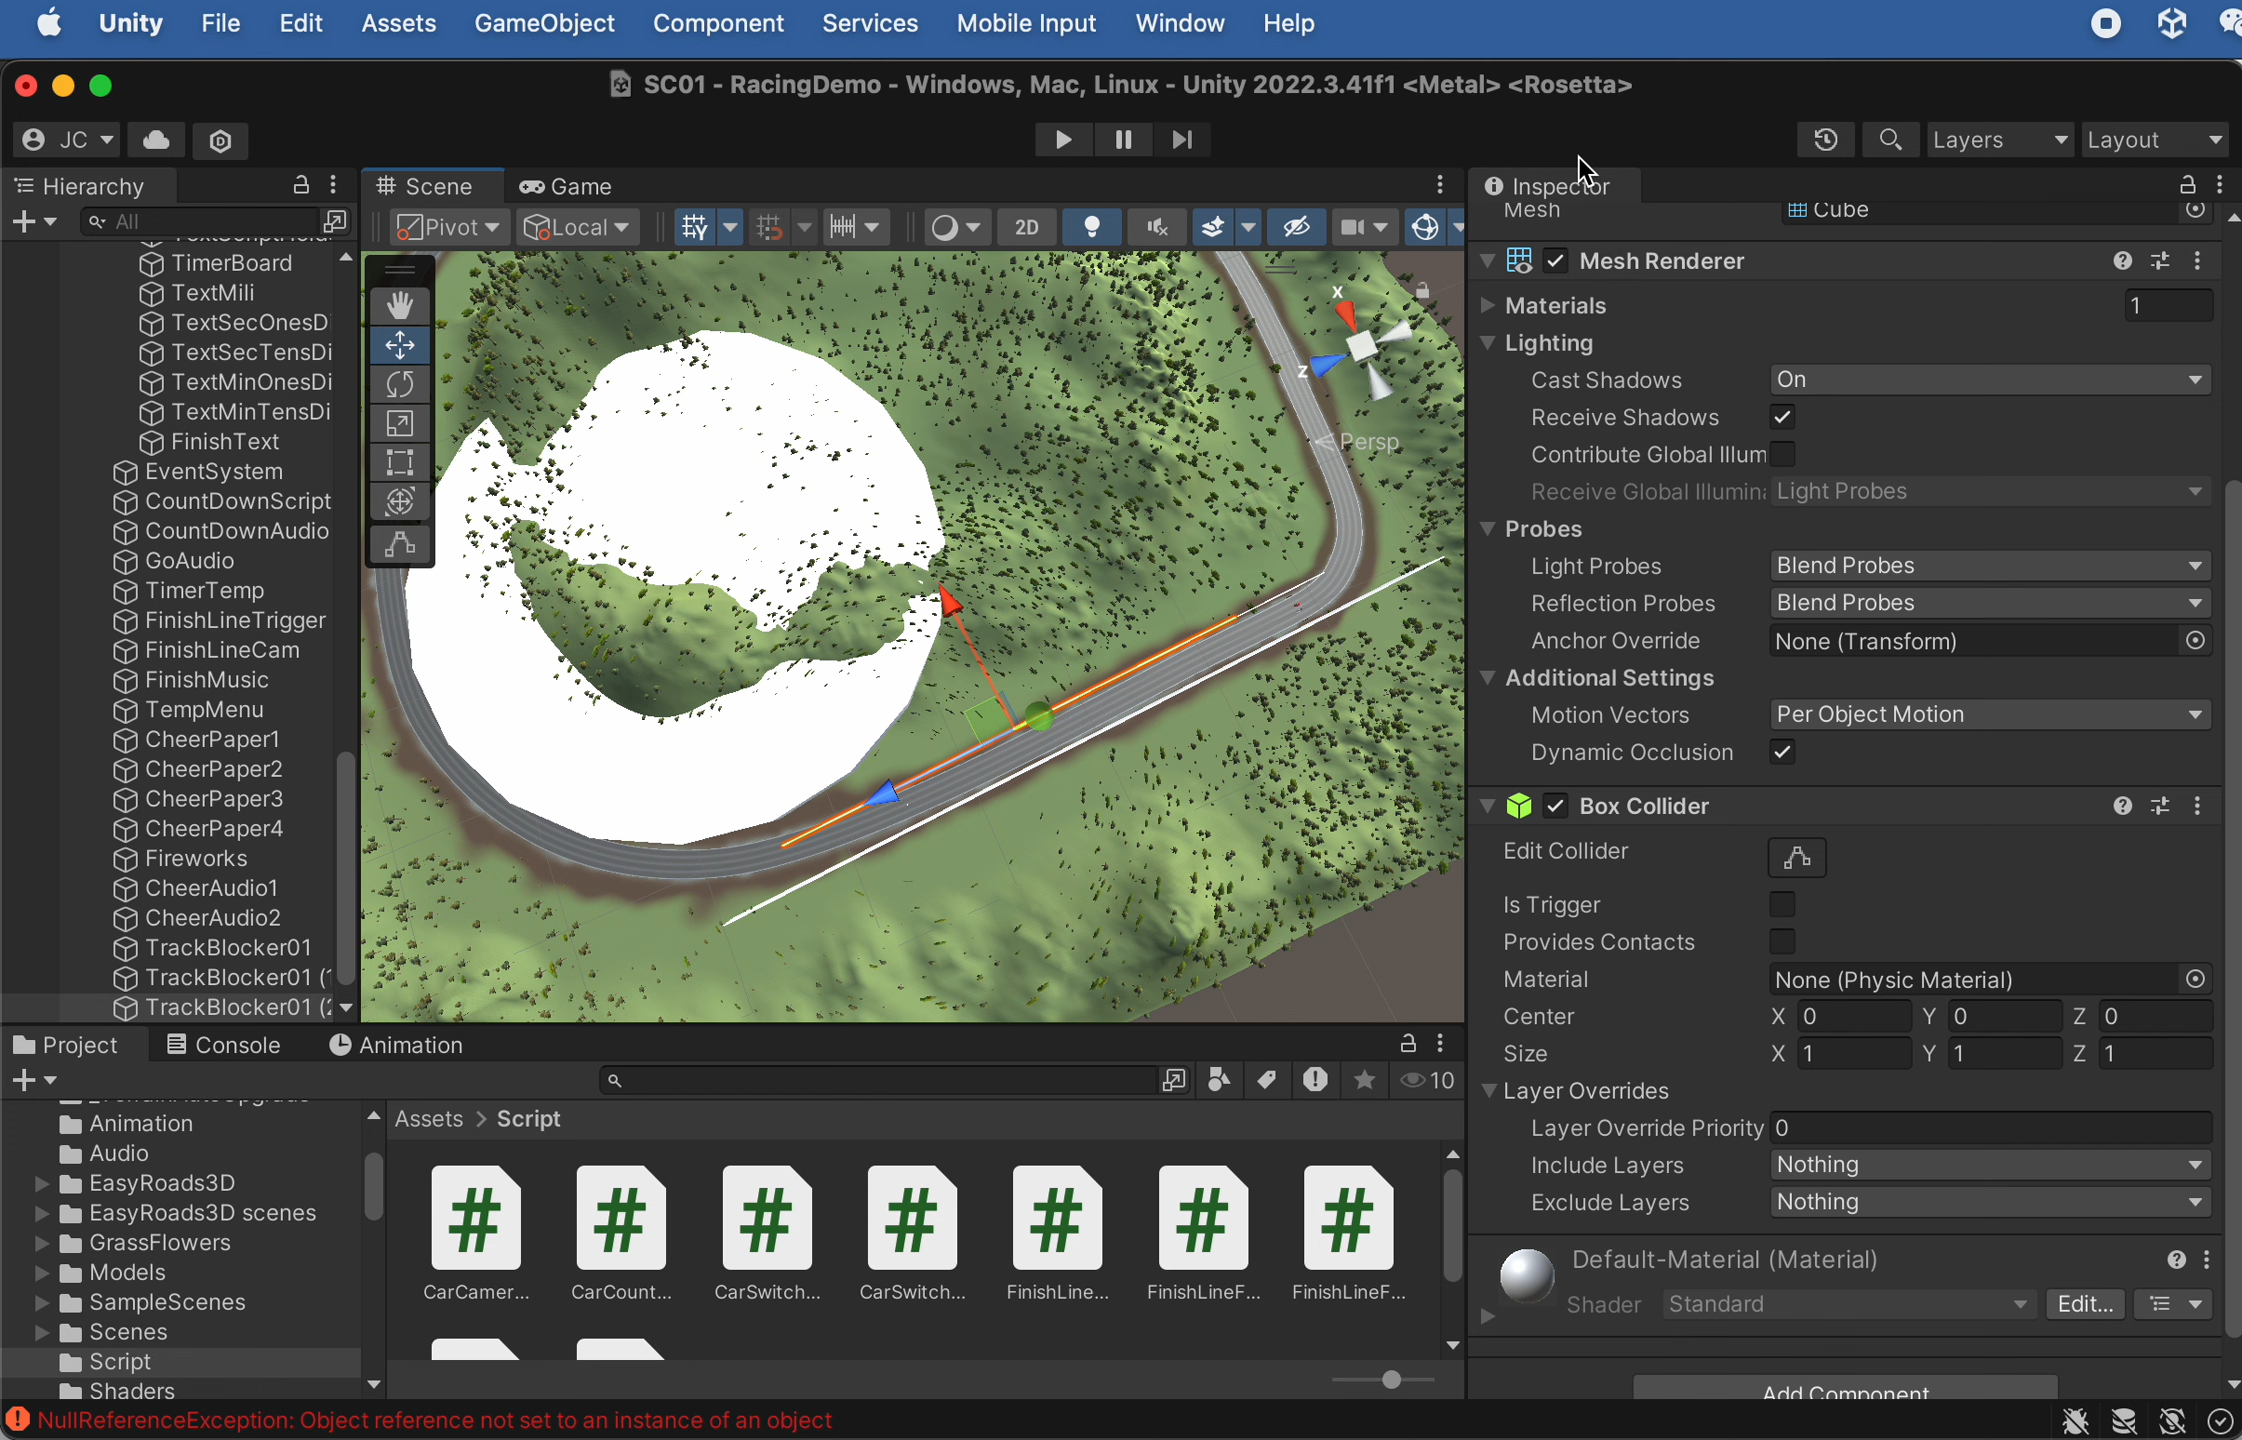 Unity File Edit Assets GameObject Component Services Mobile Input Window Help
SC01 - RacingDemo - Windows, Mac, Linux - Unity 2022.3.41f1 <Metal> <Rosetta>
JC Layers Layout
Hierarchy
All
TimerBoard
TextMili
TextSecOnesDi
TextSecTensDi
TextMinOnesDi
TextMinTensDi
FinishText
EventSystem
CountDownScript
CountDownAudio
GoAudio
TimerTemp
FinishLineTrigger
FinishLineCam
FinishMusic
TempMenu
CheerPaper1
CheerPaper2
CheerPaper3
CheerPaper4
Fireworks
CheerAudio1
CheerAudio2
TrackBlocker01
TrackBlocker01 (1
TrackBlocker01 (2
Scene Game
Pivot Local 2D
x
z
Persp
Inspector
Mesh Cube
Mesh Renderer
Materials 1
Lighting
Cast Shadows On
Receive Shadows
Contribute Global Illum
Receive Global Illumin Light Probes
Probes
Light Probes Blend Probes
Reflection Probes Blend Probes
Anchor Override None (Transform)
Additional Settings
Motion Vectors Per Object Motion
Dynamic Occlusion
Box Collider
Edit Collider
Is Trigger
Provides Contacts
Material None (Physic Material)
Center X 0 Y 0 Z 0
Size X 1 Y 1 Z 1
Layer Overrides
Layer Override Priority 0
Include Layers Nothing
Exclude Layers Nothing
Default-Material (Material)
Shader Standard Edit...
Add Component
Project Console Animation
10
Animation
Audio
EasyRoads3D
EasyRoads3D scenes
GrassFlowers
Models
SampleScenes
Scenes
Script
Shaders
Assets > Script
CarCamer... CarCount... CarSwitch... CarSwitch... FinishLine... FinishLineF... FinishLineF...
NullReferenceException: Object reference not set to an instance of an object